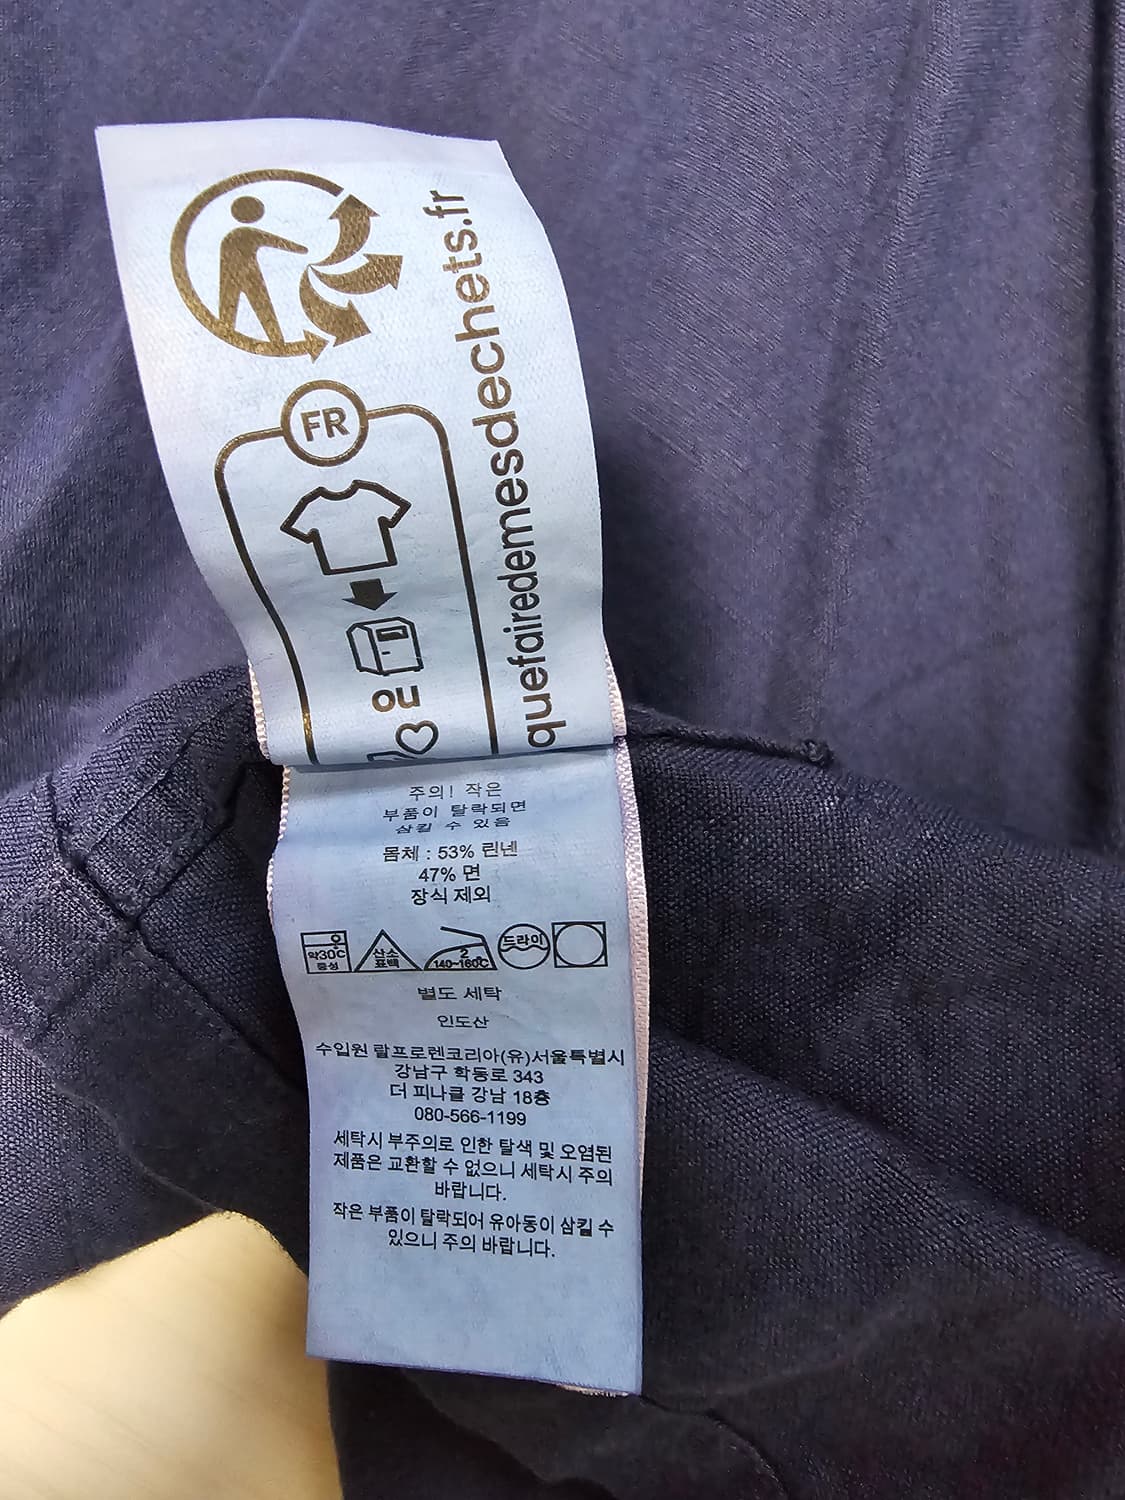 quefairedemesdechets.fr
FR
OU
주의! 작은
부품이 탈락되면
삼킬 수 있음
몸체 : 53% 린넨
47% 면
장식 제외
약30℃
중성
산소
표백
2
140~160℃
드라이
별도 세탁
인도산
수입원 랄프로렌코리아(유)서울특별시
강남구 학동로 343
더 피나클 강남 18층
080-566-1199
세탁시 부주의로 인한 탈색 및 오염된
제품은 교환할 수 없으니 세탁시 주의
바랍니다.
작은 부품이 탈락되어 유아동이 삼킬 수
있으니 주의 바랍니다.